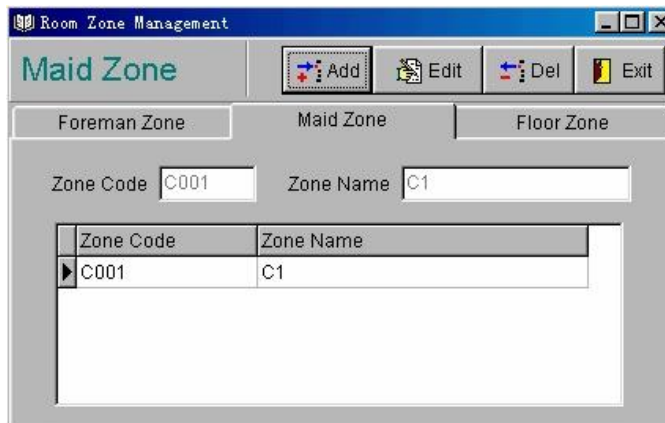 Room Zone Management
Maid Zone Add Edit Del Exit
Foreman Zone Maid Zone Floor Zone
Zone Code C001 Zone Name C1
Zone Code Zone Name
C001 C1